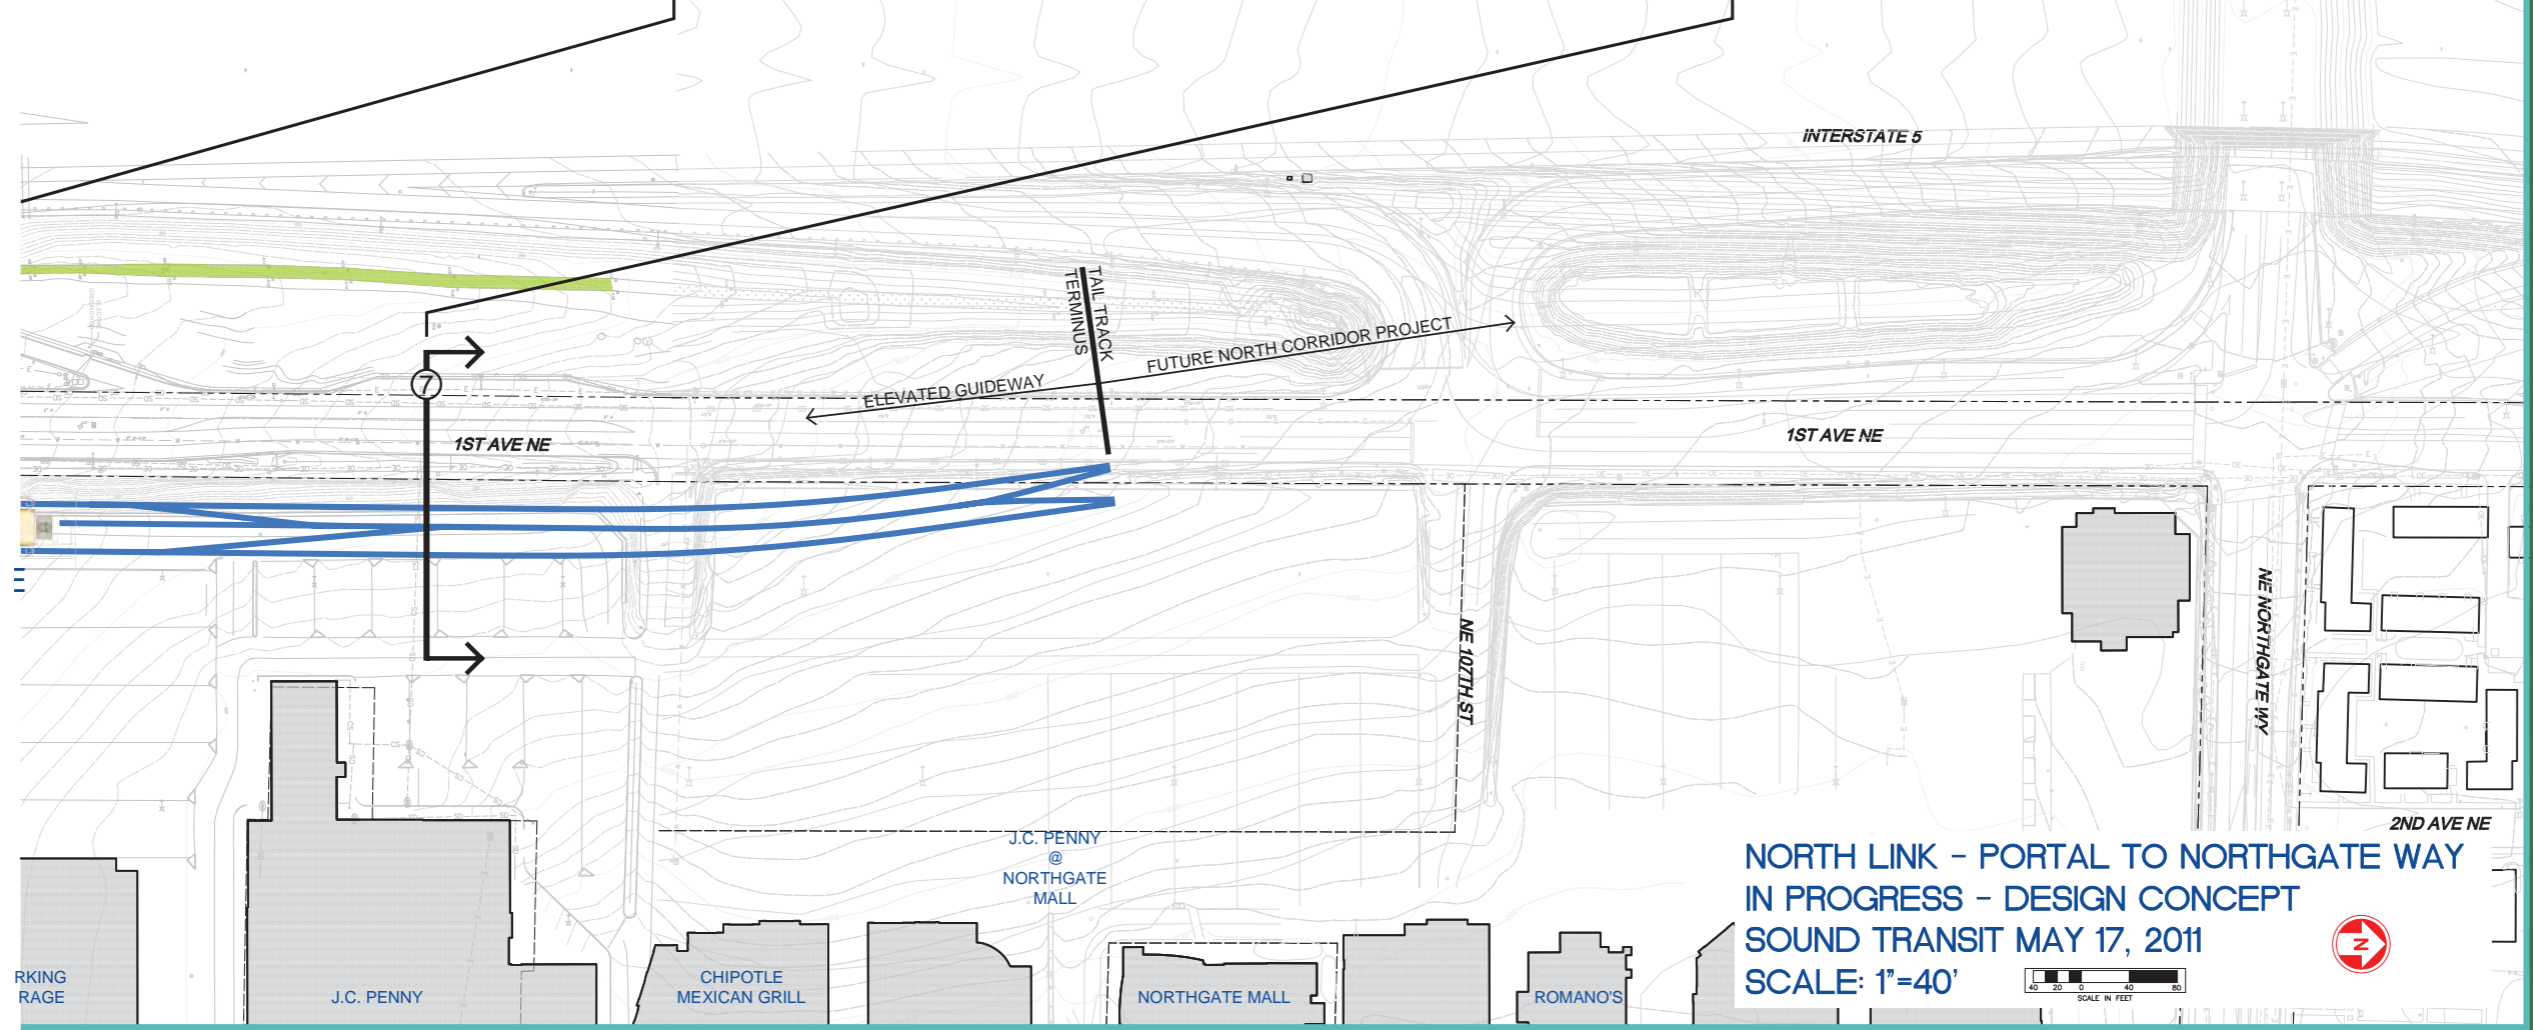 INTERSTATE 5
TAIL TRACK
TERMINUS
FUTURE NORTH CORRIDOR PROJECT
ELEVATED GUIDEWAY
7
1ST AVE NE
1ST AVE NE
NE 107TH ST
NE NORTHGATE WY
2ND AVE NE
J.C. PENNY
@
NORTHGATE
MALL
RKING
RAGE
J.C. PENNY
CHIPOTLE
MEXICAN GRILL
NORTHGATE MALL
ROMANO'S
NORTH LINK - PORTAL TO NORTHGATE WAY
IN PROGRESS - DESIGN CONCEPT
SOUND TRANSIT MAY 17, 2011
SCALE: 1"=40'
40 20 0 40 80
SCALE IN FEET
N